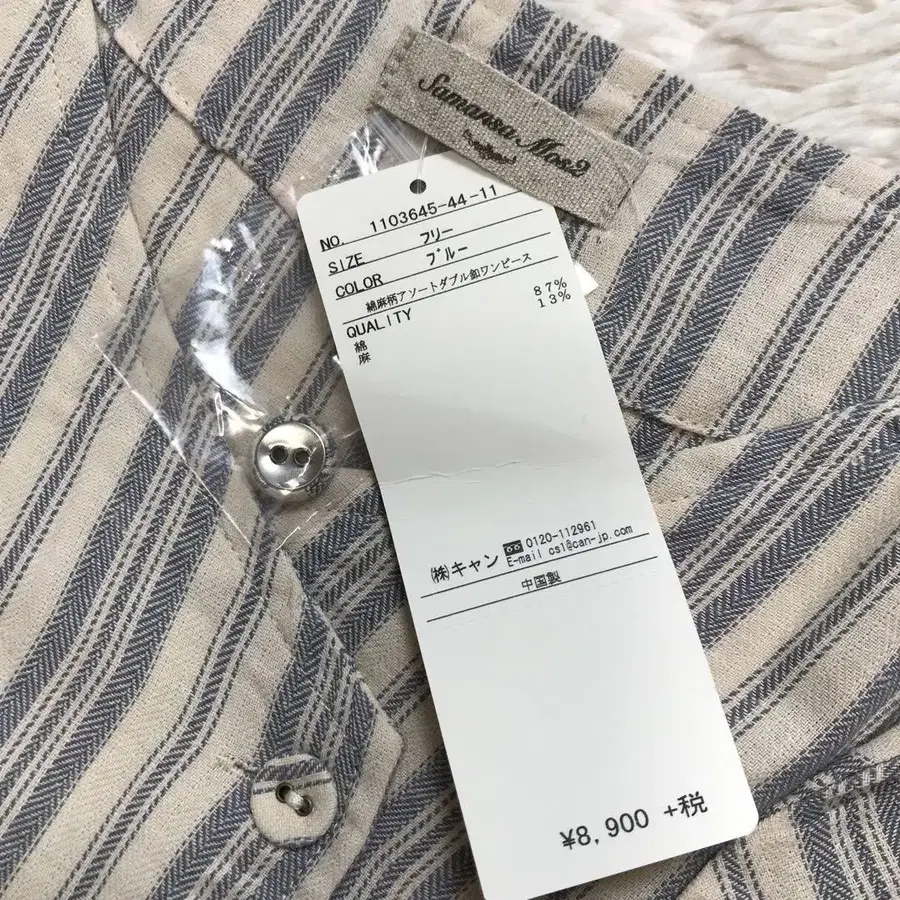 Samansa Mos2
NO. 1103645-44-11
SIZE フリー
COLOR ブルー
綿麻柄アソートダブル釦ワンピース
QUALITY
綿 87%
麻 13%
㈱キャン 0120-112961
E-mail cs1@can-jp.com
中国製
¥8,900 +税